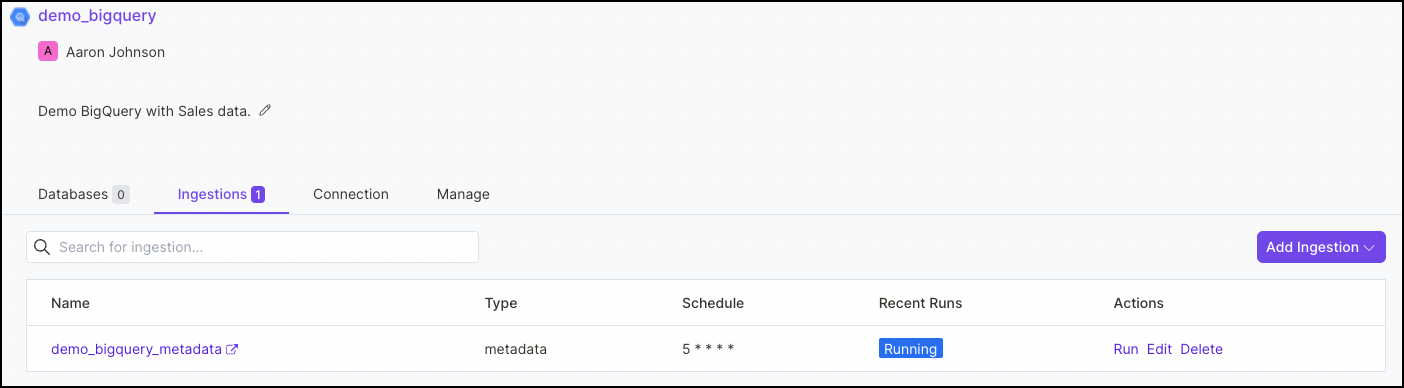 demo_bigquery
A Aaron Johnson
Demo BigQuery with Sales data.
Databases 0 Ingestions 1 Connection Manage
Search for ingestion... Add Ingestion
Name Type Schedule Recent Runs Actions
demo_bigquery_metadata metadata 5 * * * * Running Run Edit Delete